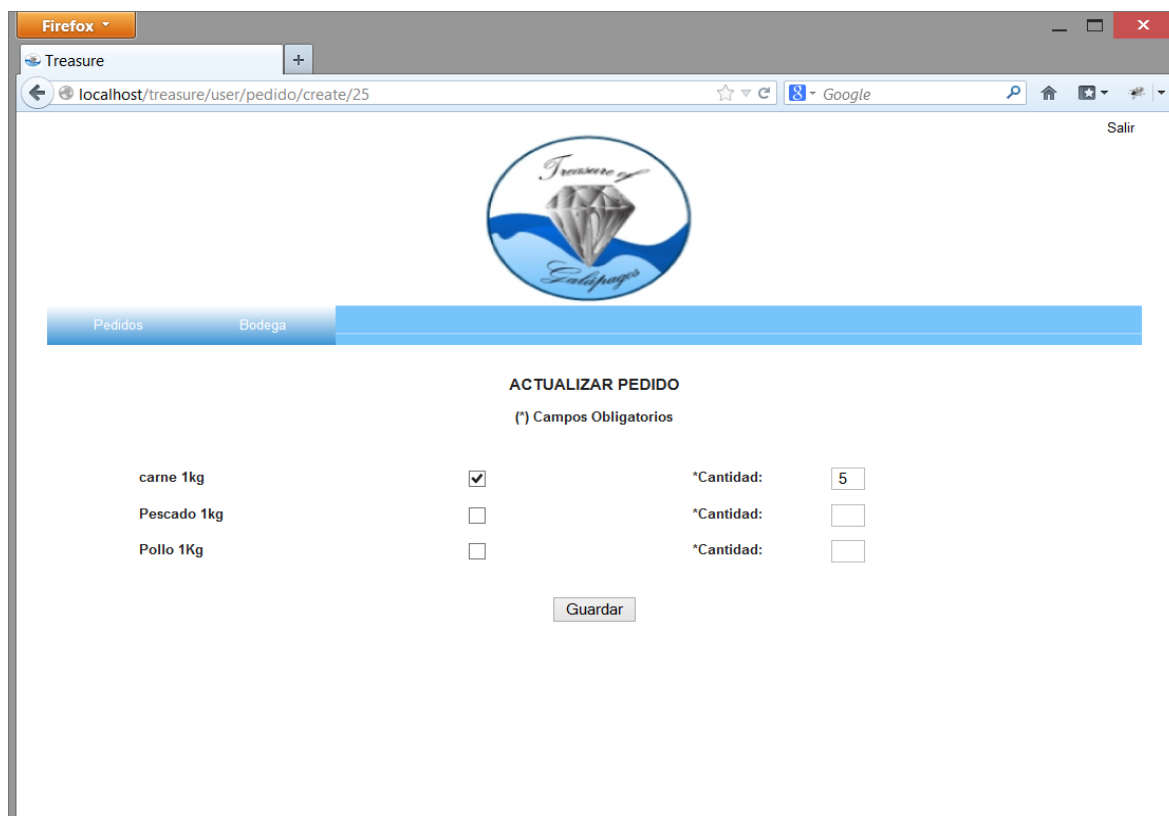 Firefox
Treasure
localhost/treasure/user/pedido/create/25
Google
Salir
Treasure of
Galápagos
Pedidos Bodega
ACTUALIZAR PEDIDO
(*) Campos Obligatorios
carne 1kg *Cantidad: 5
Pescado 1kg *Cantidad:
Pollo 1Kg *Cantidad:
Guardar